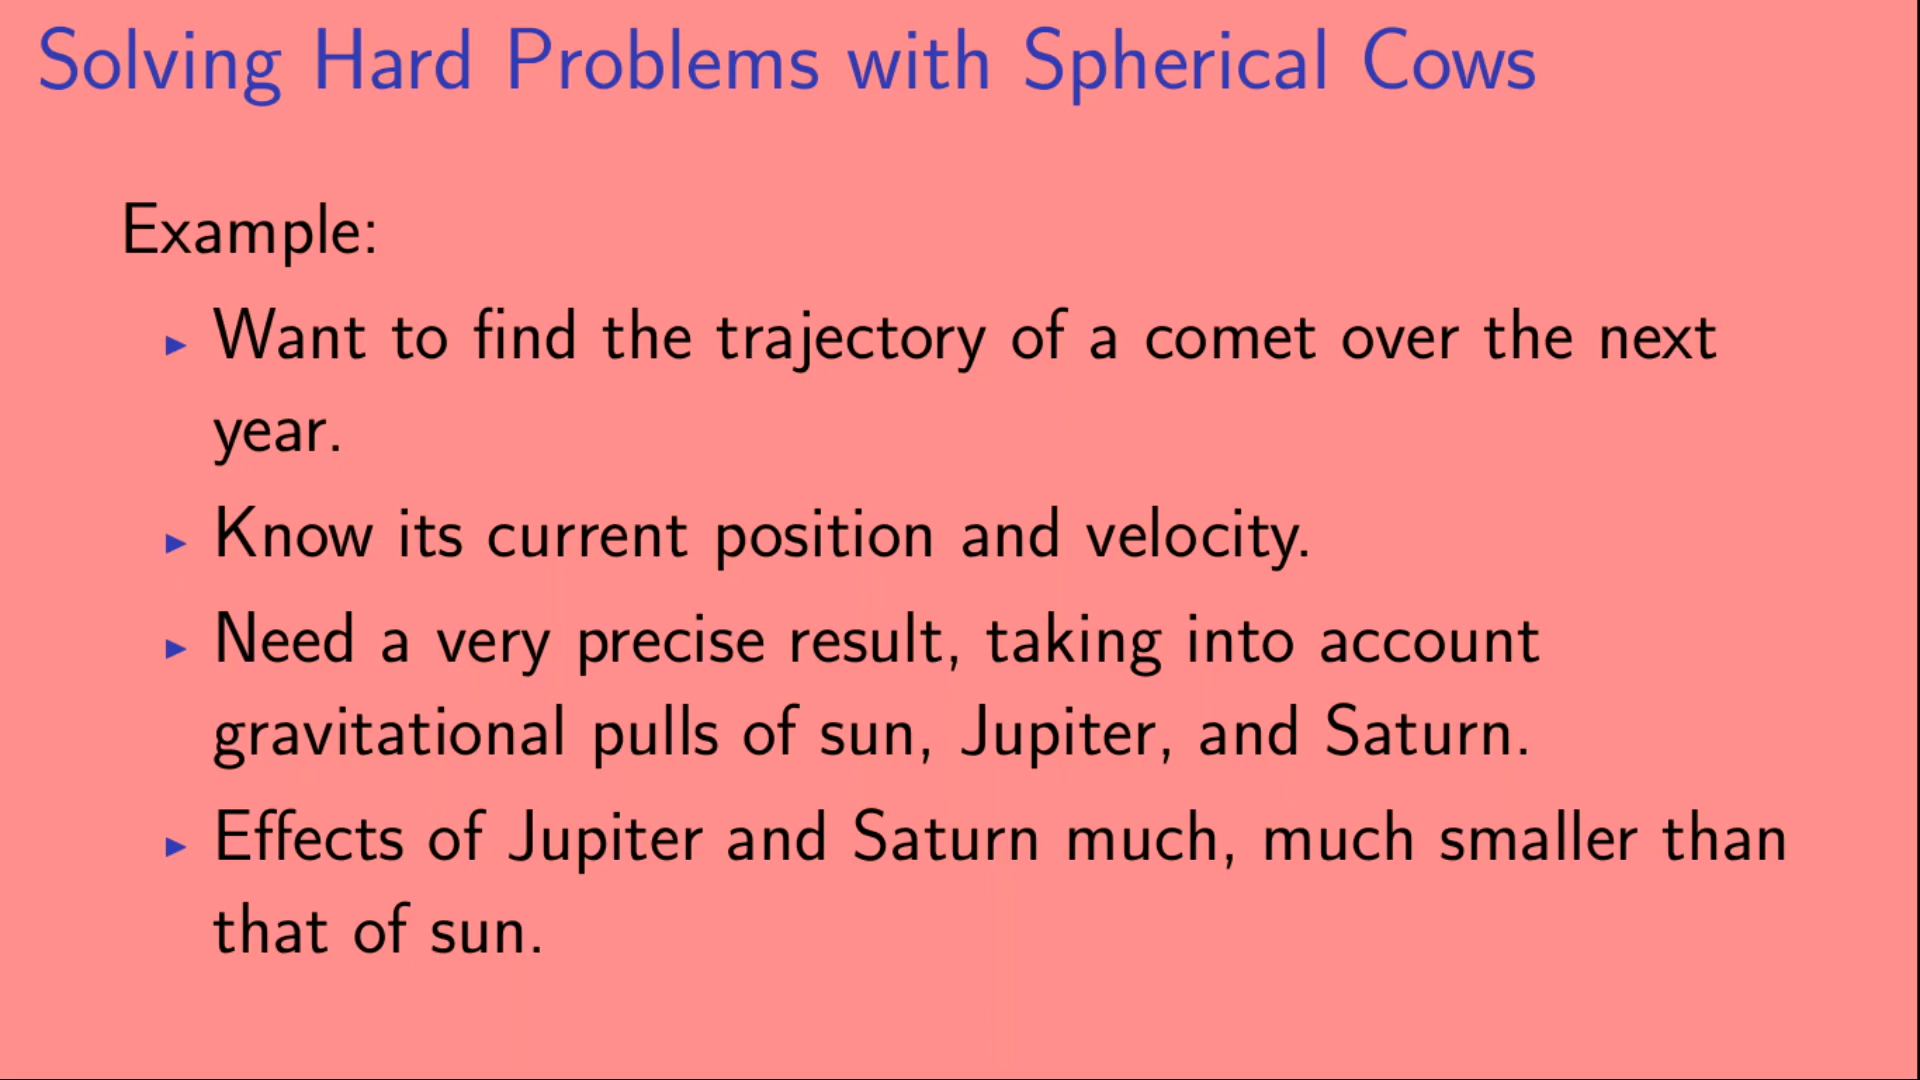 Solving Hard Problems with Spherical Cows
Example:
▸ Want to find the trajectory of a comet over the next
year.
▸ Know its current position and velocity.
▸ Need a very precise result, taking into account
gravitational pulls of sun, Jupiter, and Saturn.
▸ Effects of Jupiter and Saturn much, much smaller than
that of sun.